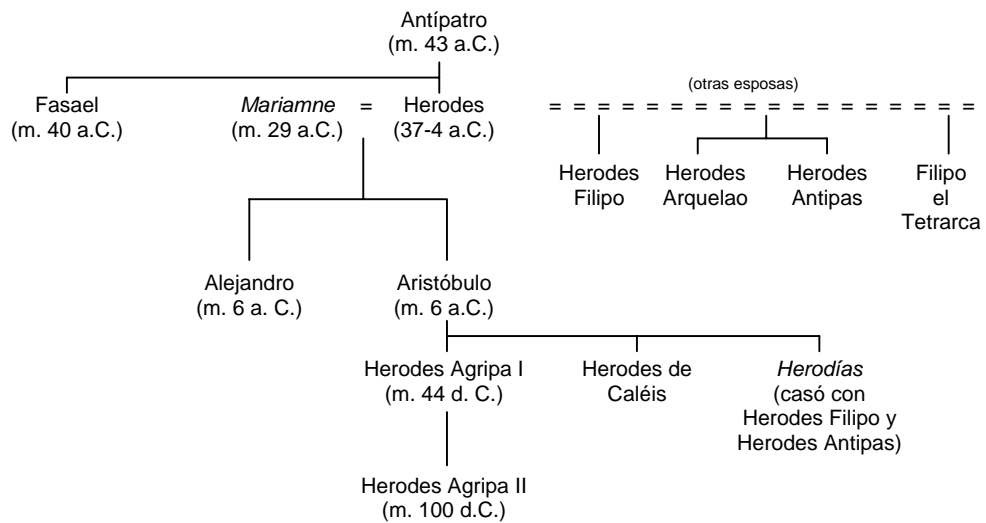 Antípatro
(m. 43 a.C.)
(otras esposas)
Fasael
(m. 40 a.C.)
Mariamne
(m. 29 a.C.)
=
Herodes
(37-4 a.C.)
= = = = = = = = = = = = = = = = = = =
Herodes
Filipo
Herodes
Arquelao
Herodes
Antipas
Filipo
el
Tetrarca
Alejandro
(m. 6 a. C.)
Aristóbulo
(m. 6 a.C.)
Herodes Agripa I
(m. 44 d. C.)
Herodes de
Caléis
Herodías
(casó con
Herodes Filipo y
Herodes Antipas)
Herodes Agripa II
(m. 100 d.C.)